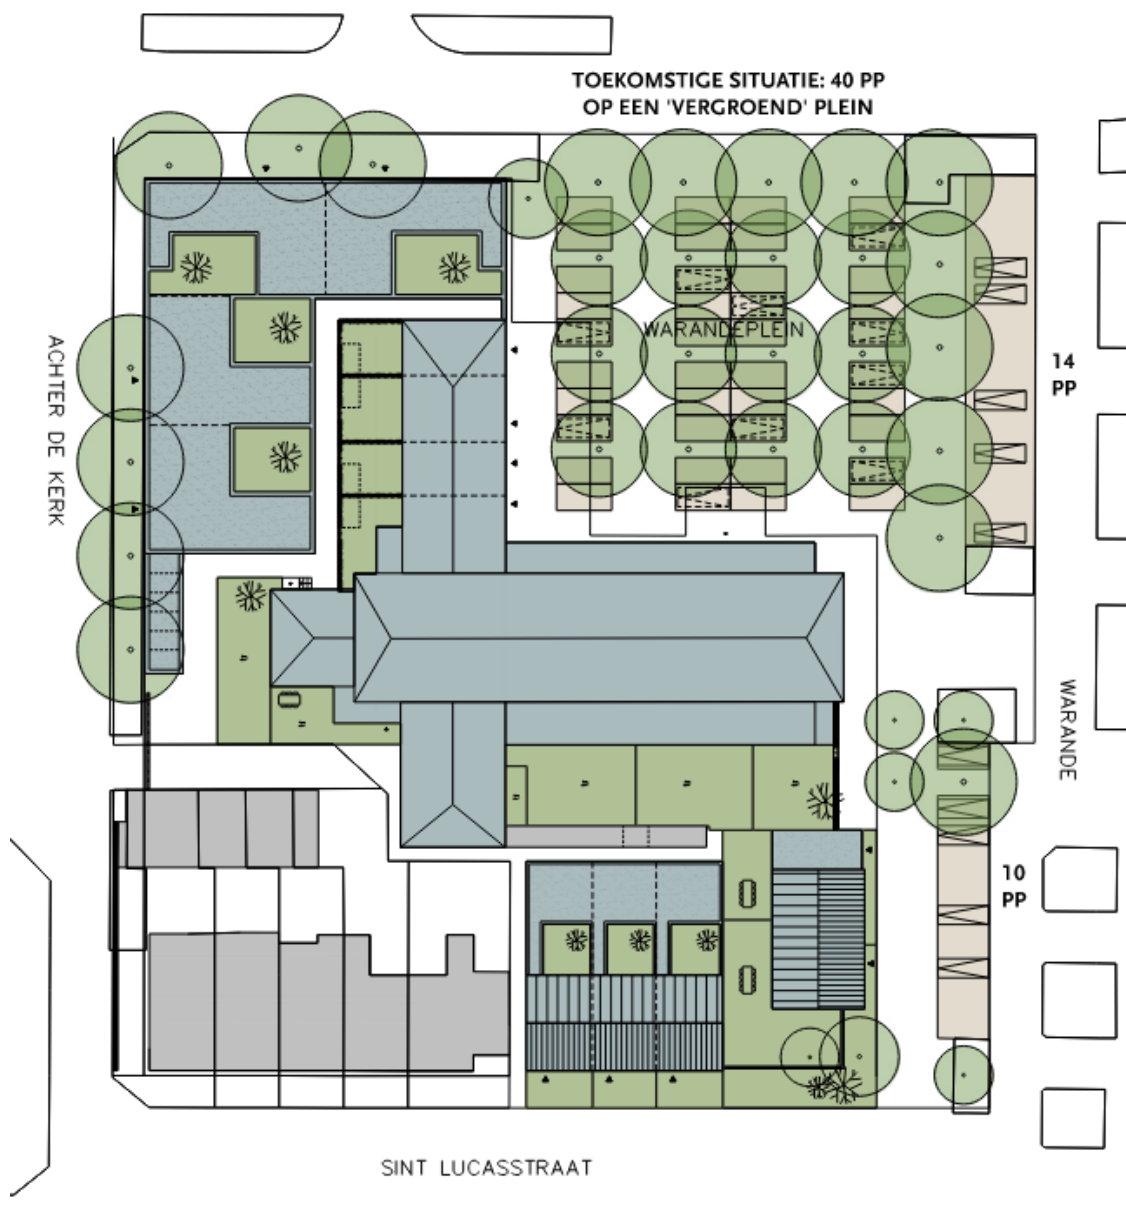 TOEKOMSTIGE SITUATIE: 40 PP
OP EEN 'VERGROEND' PLEIN
WARANDEPLEIN
ACHTER DE KERK
14
PP
WARANDE
10
PP
SINT LUCASSTRAAT